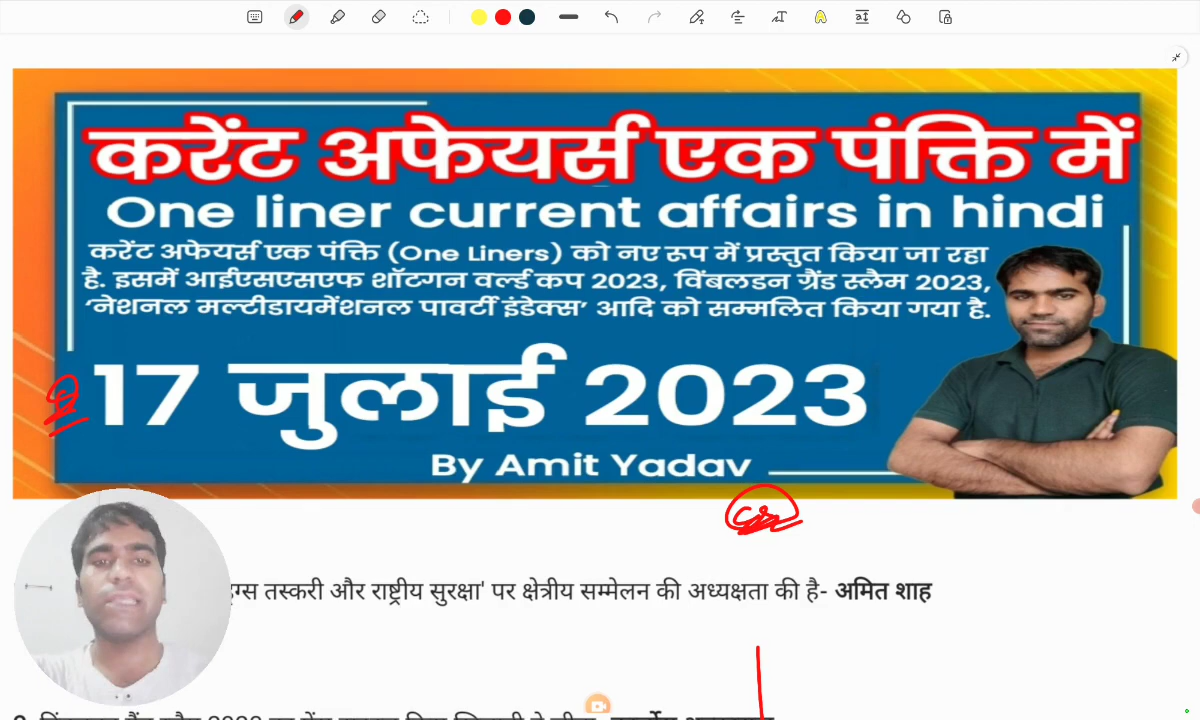 करेंट अफेयर्स एक पंक्ति में
One liner current affairs in hindi
करेंट अफेयर्स एक पंक्ति (One Liners) को नए रूप में प्रस्तुत किया जा रहा
है. इसमें आईएसएसएफ शॉटगन वर्ल्ड कप 2023, विंबलडन ग्रैंड स्लैम 2023,
‘नेशनल मल्टीडायमेंशनल पावर्टी इंडेक्स’ आदि को सम्मलित किया गया है.
17 जुलाई 2023
By Amit Yadav
तस्करी और राष्ट्रीय सुरक्षा' पर क्षेत्रीय सम्मेलन की अध्यक्षता की है- अमित शाह